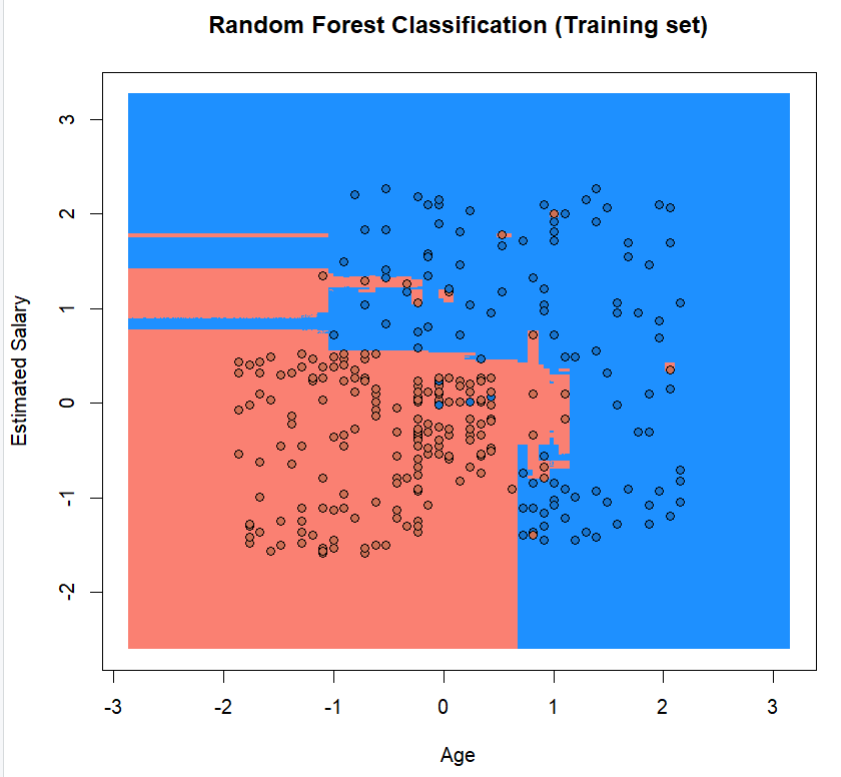 Random Forest Classification (Training set)
Estimated Salary
3
2
1
0
-1
-2
-3 -2 -1 0 1 2 3
Age